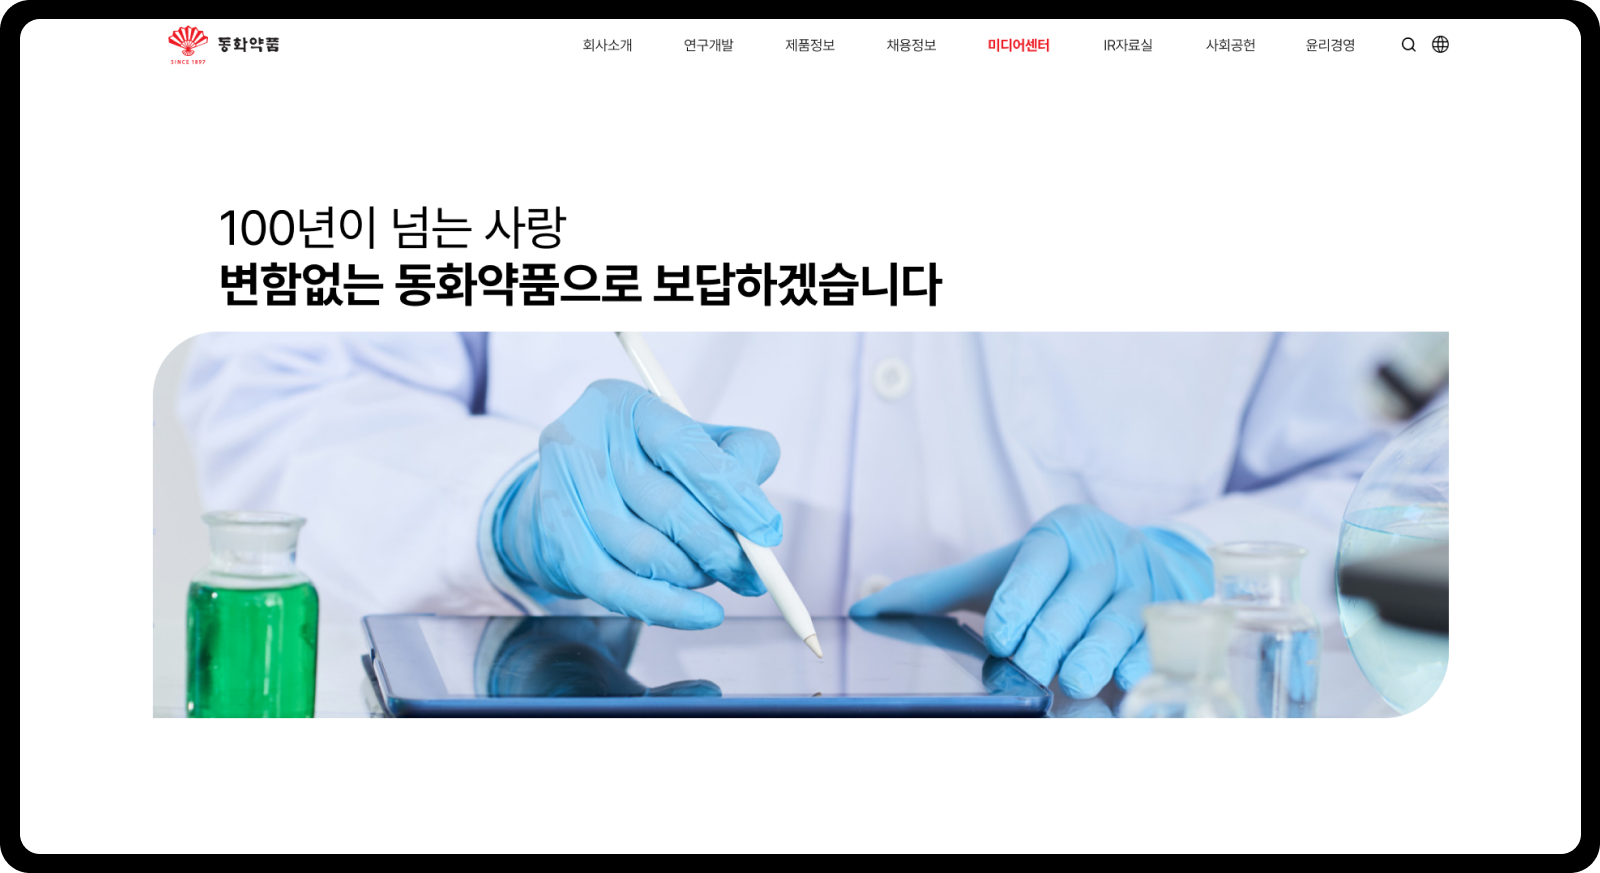 동화약품
SINCE 1897
회사소개
연구개발
제품정보
채용정보
미디어센터
IR자료실
사회공헌
윤리경영
100년이 넘는 사랑
변함없는 동화약품으로 보답하겠습니다